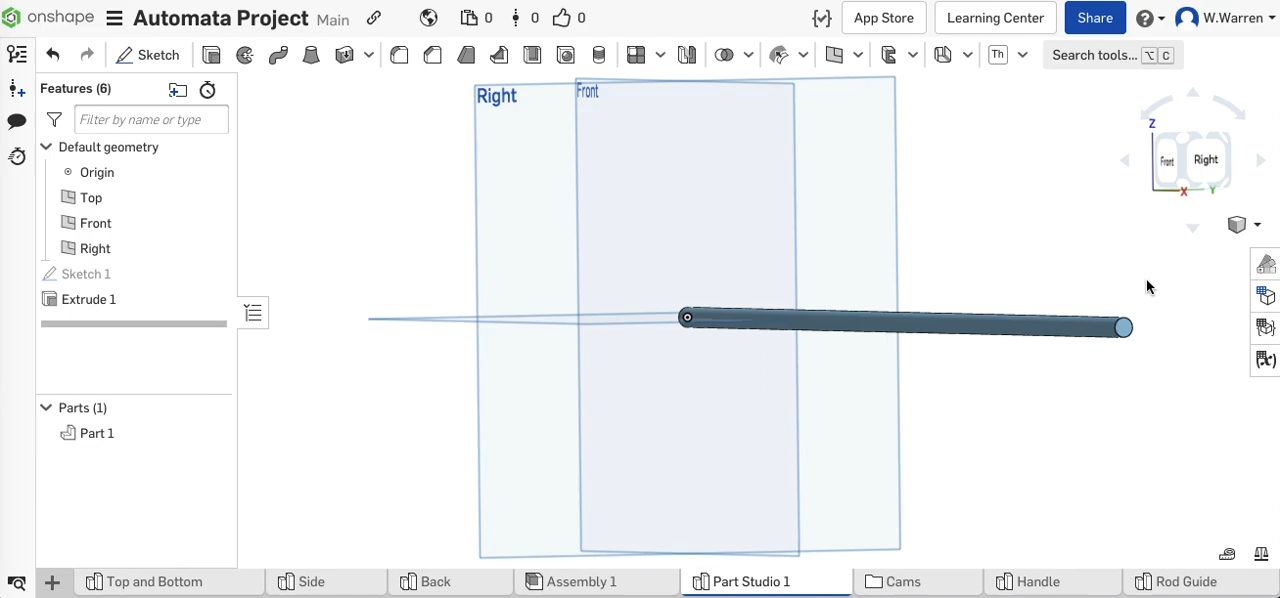 onshape Automata Project Main 0 0 0 App Store Learning Center Share W.Warren
Sketch Th Search tools... ⌥ C
Features (6)
Filter by name or type
Default geometry
Origin
Top
Front
Right
Sketch 1
Extrude 1
Parts (1)
Part 1
Right
Front
Z
Front Right
X Y
(x)
Top and Bottom Side Back Assembly 1 Part Studio 1 Cams Handle Rod Guide